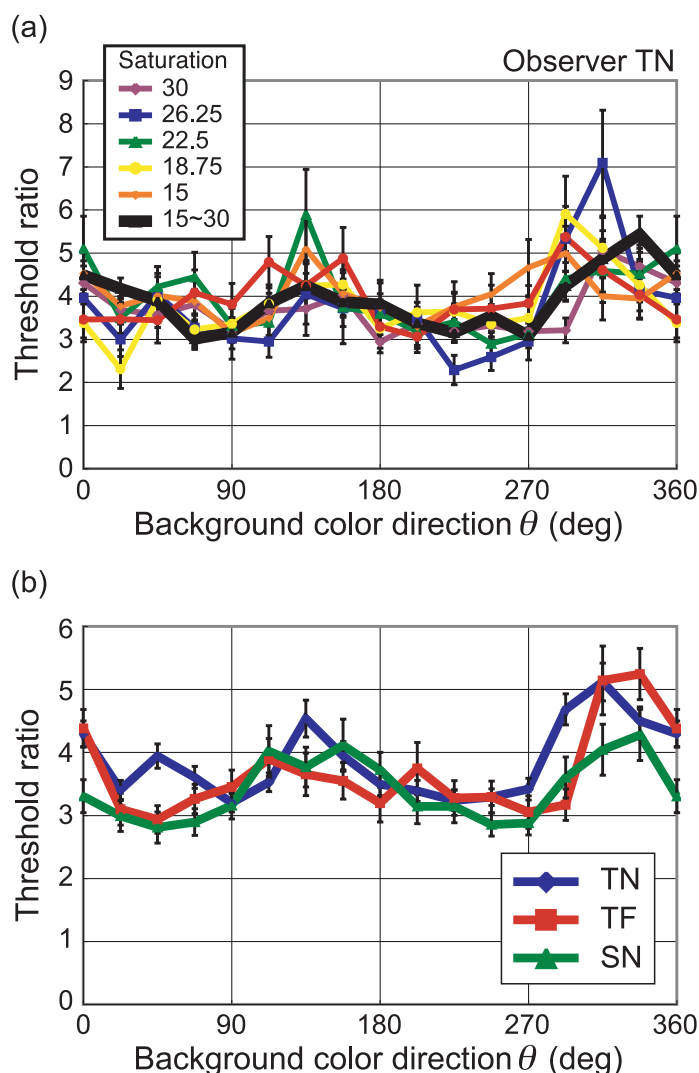 (a)
Observer TN
Saturation
30
26.25
22.5
18.75
15
15~30
Threshold ratio
9
8
7
6
5
4
3
2
1
0
0 90 180 270 360
Background color direction θ (deg)
(b)
Threshold ratio
6
5
4
3
2
1
0
TN
TF
SN
0 90 180 270 360
Background color direction θ (deg)